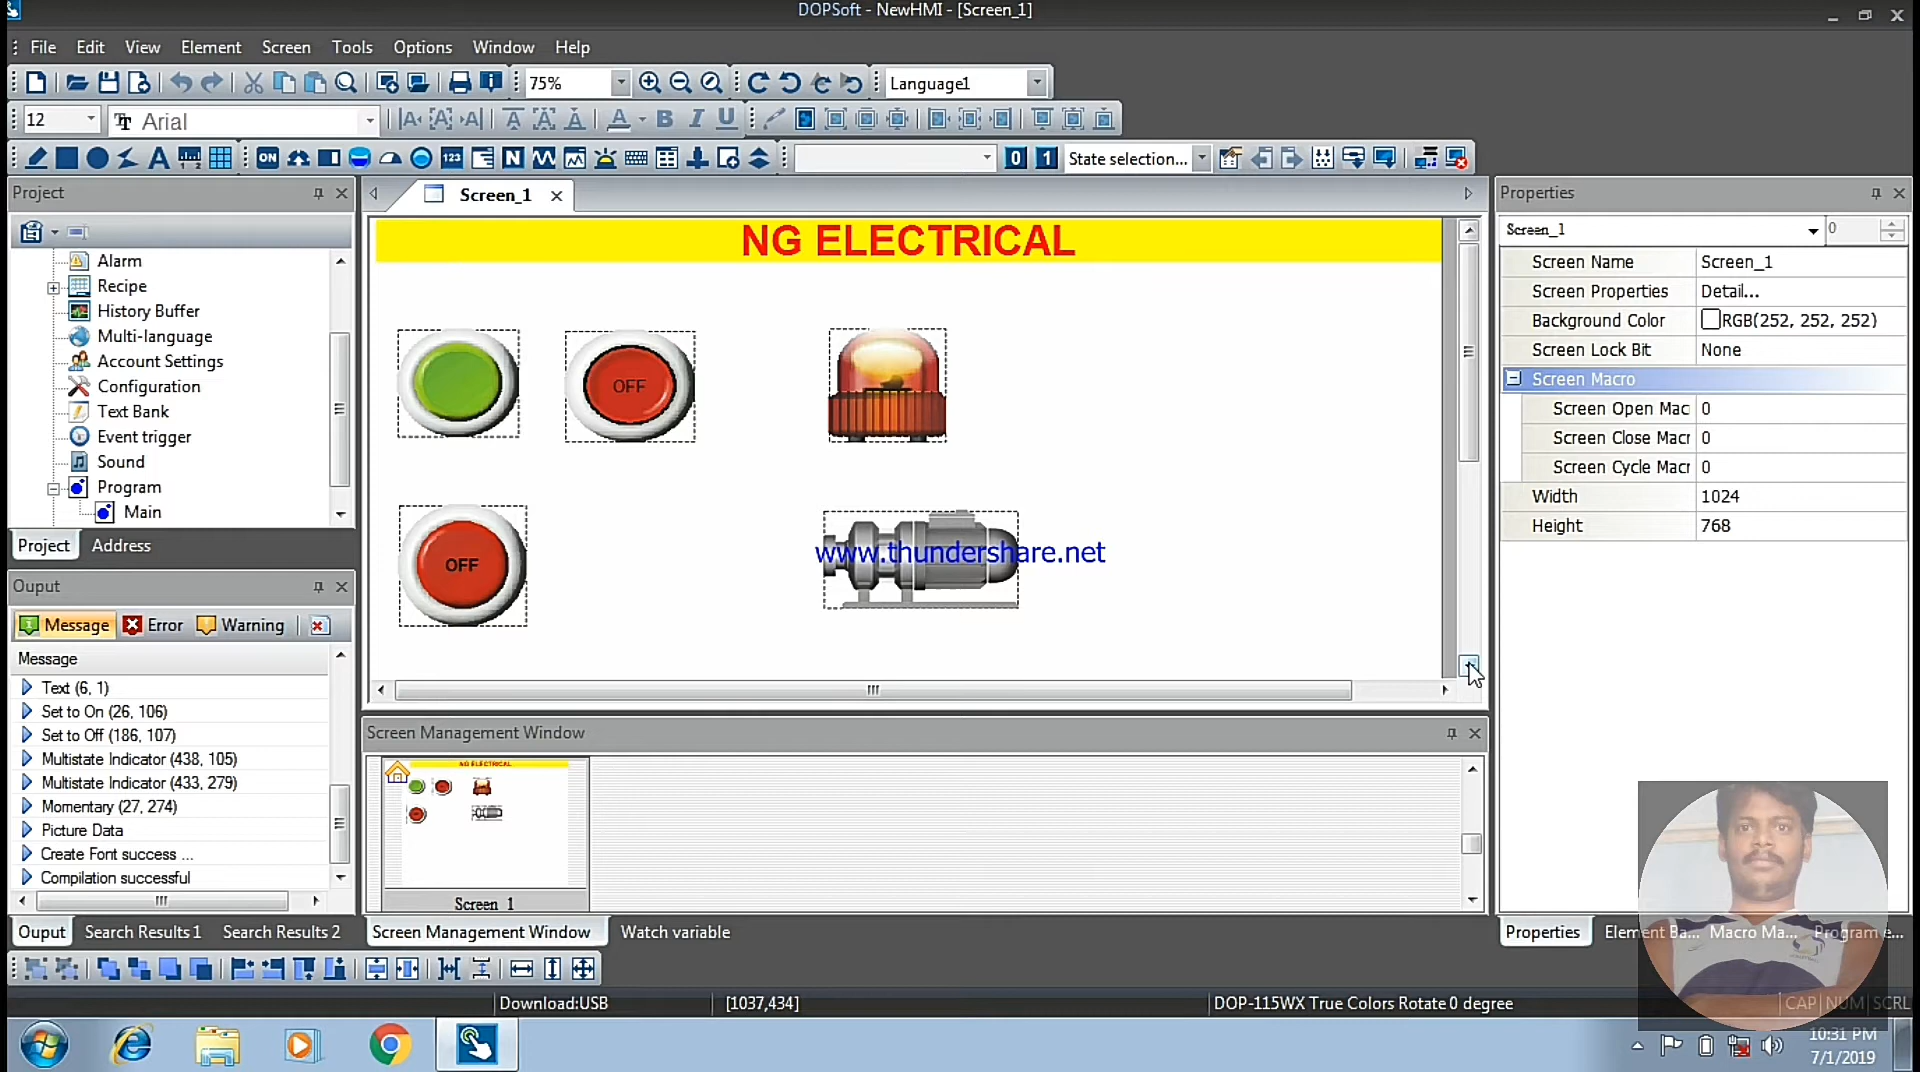 DOPSoft - NewHMI - [Screen_1]
File Edit View Element Screen Tools Options Window Help
75%
Language1
12
Arial
State selection...
Project
Screen_1
Properties
Alarm
Recipe
History Buffer
Multi-language
Account Settings
Configuration
Text Bank
Event trigger
Sound
Program
Main
Project Address
NG ELECTRICAL
OFF
OFF
www.thundershare.net
Screen_1
0
Screen Name Screen_1
Screen Properties Detail...
Background Color RGB(252, 252, 252)
Screen Lock Bit None
Screen Macro
Screen Open Mac 0
Screen Close Macr 0
Screen Cycle Macr 0
Width 1024
Height 768
Ouput
Message Error Warning
Message
Text (6, 1)
Set to On (26, 106)
Set to Off (186, 107)
Multistate Indicator (438, 105)
Multistate Indicator (433, 279)
Momentary (27, 274)
Picture Data
Create Font success ...
Compilation successful
Ouput Search Results 1 Search Results 2
Screen Management Window
NG ELECTRICAL
Screen_1
Screen Management Window Watch variable
Properties Element Ba... Macro Ma... Program e...
Download:USB
[1037,434]
DOP-115WX True Colors Rotate 0 degree
CAP NUM SCRL
10:31 PM
7/1/2019